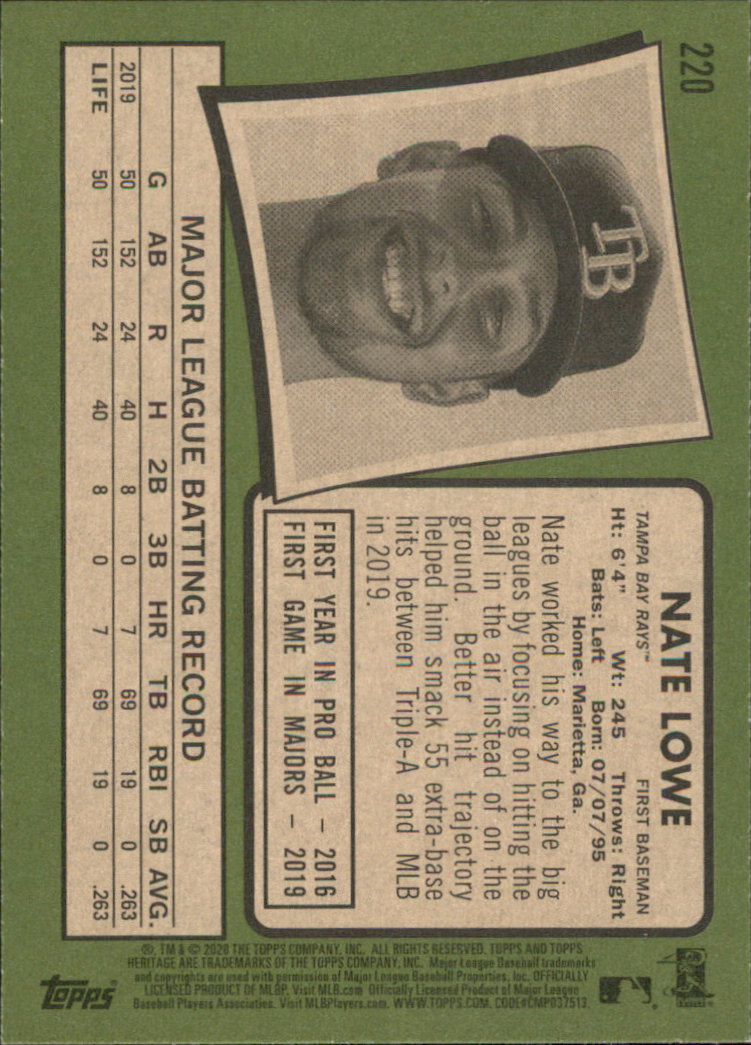 220
TB
NATE LOWE
TAMPA BAY RAYS™ FIRST BASEMAN
Ht: 6'4" Wt: 245 Throws: Right
Bats: Left Born: 07/07/95
Home: Marietta, Ga.
Nate worked his way to the big
leagues by focusing on hitting the
ball in the air instead of on the
ground. Better hit trajectory
helped him smack 55 extra-base
hits between Triple-A and MLB
in 2019.
FIRST YEAR IN PRO BALL – 2016
FIRST GAME IN MAJORS – 2019
MAJOR LEAGUE BATTING RECORD
G AB R H 2B 3B HR TB RBI SB AVG.
2019 50 152 24 40 8 0 7 69 19 0 .263
LIFE 50 152 24 40 8 0 7 69 19 0 .263
®, TM & © 2020 THE TOPPS COMPANY, INC. ALL RIGHTS RESERVED. TOPPS AND TOPPS
HERITAGE ARE TRADEMARKS OF THE TOPPS COMPANY, INC. Major League Baseball trademarks
and copyrights are used with permission of Major League Baseball Properties, Inc. OFFICIALLY
LICENSED PRODUCT OF MLBP. Visit MLB.com Officially Licensed Product of Major League
Baseball Players Association. Visit MLBPlayers.com. WWW.TOPPS.COM. CODE#CMP037513
topps